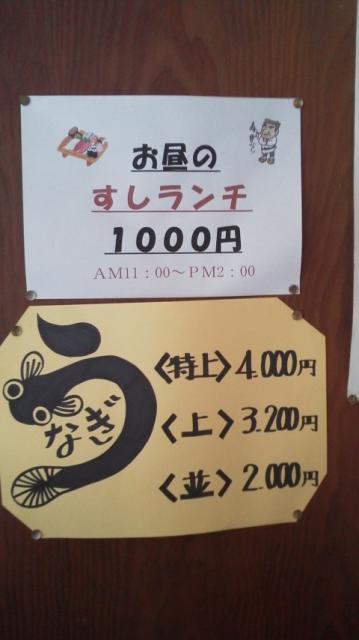 お昼の
すしランチ
1000円
AM11:00～PM2:00
うなぎ
〈特上〉4.000円
〈上〉3.200円
〈並〉2.000円